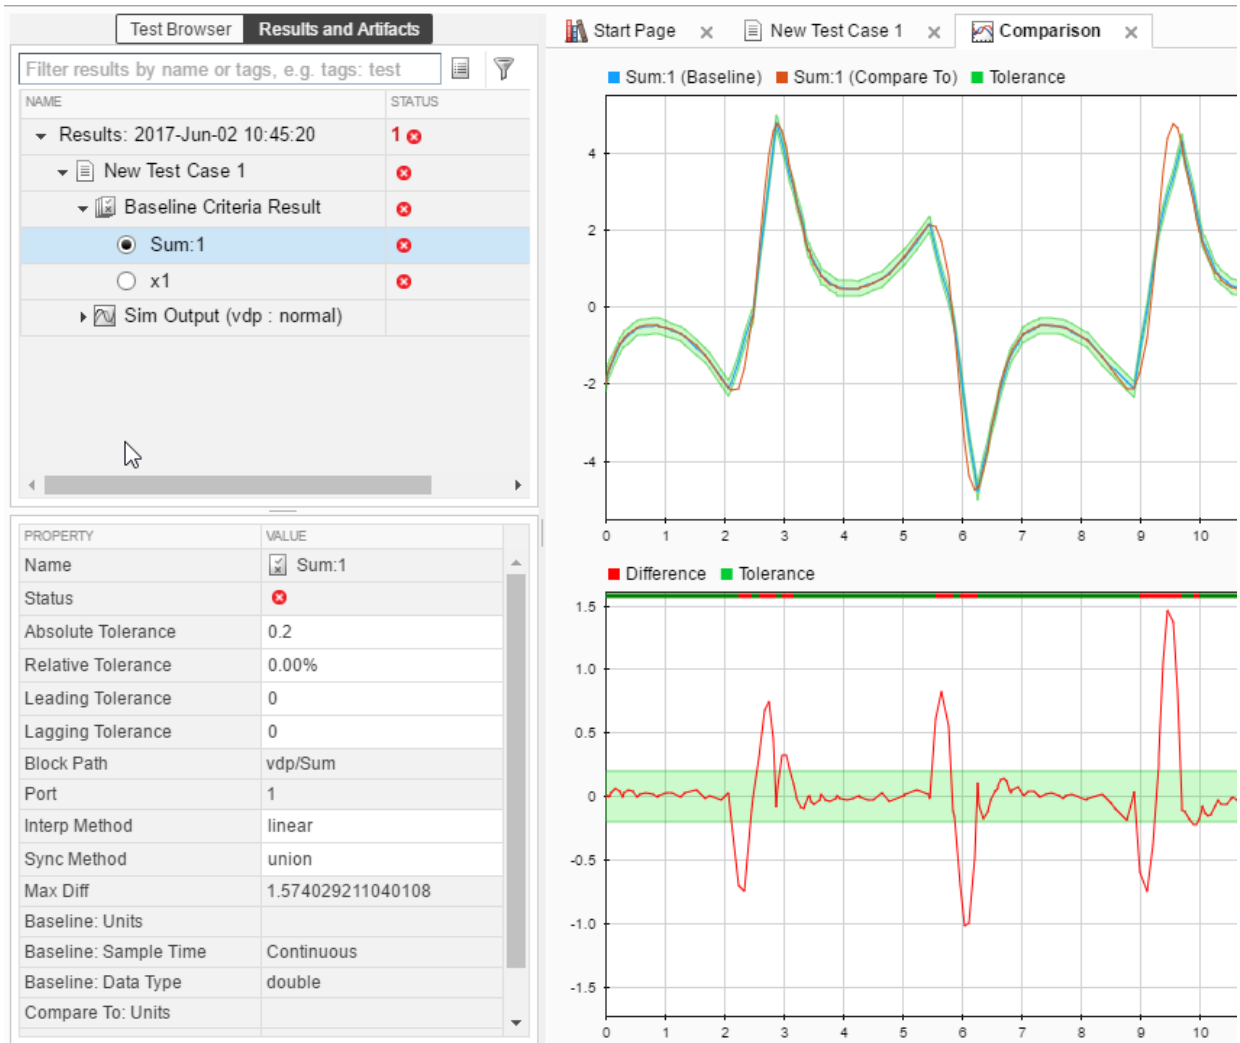 Test Browser Results and Artifacts
Filter results by name or tags, e.g. tags: test
NAME STATUS
Results: 2017-Jun-02 10:45:20 1
New Test Case 1
Baseline Criteria Result
Sum:1
x1
Sim Output (vdp : normal)
PROPERTY VALUE
Name Sum:1
Status
Absolute Tolerance 0.2
Relative Tolerance 0.00%
Leading Tolerance 0
Lagging Tolerance 0
Block Path vdp/Sum
Port 1
Interp Method linear
Sync Method union
Max Diff 1.574029211040108
Baseline: Units
Baseline: Sample Time Continuous
Baseline: Data Type double
Compare To: Units
Start Page New Test Case 1 Comparison
Sum:1 (Baseline) Sum:1 (Compare To) Tolerance
4
2
0
-2
-4
0 1 2 3 4 5 6 7 8 9 10
Difference Tolerance
1.5
1.0
0.5
0
-0.5
-1.0
-1.5
0 1 2 3 4 5 6 7 8 9 10